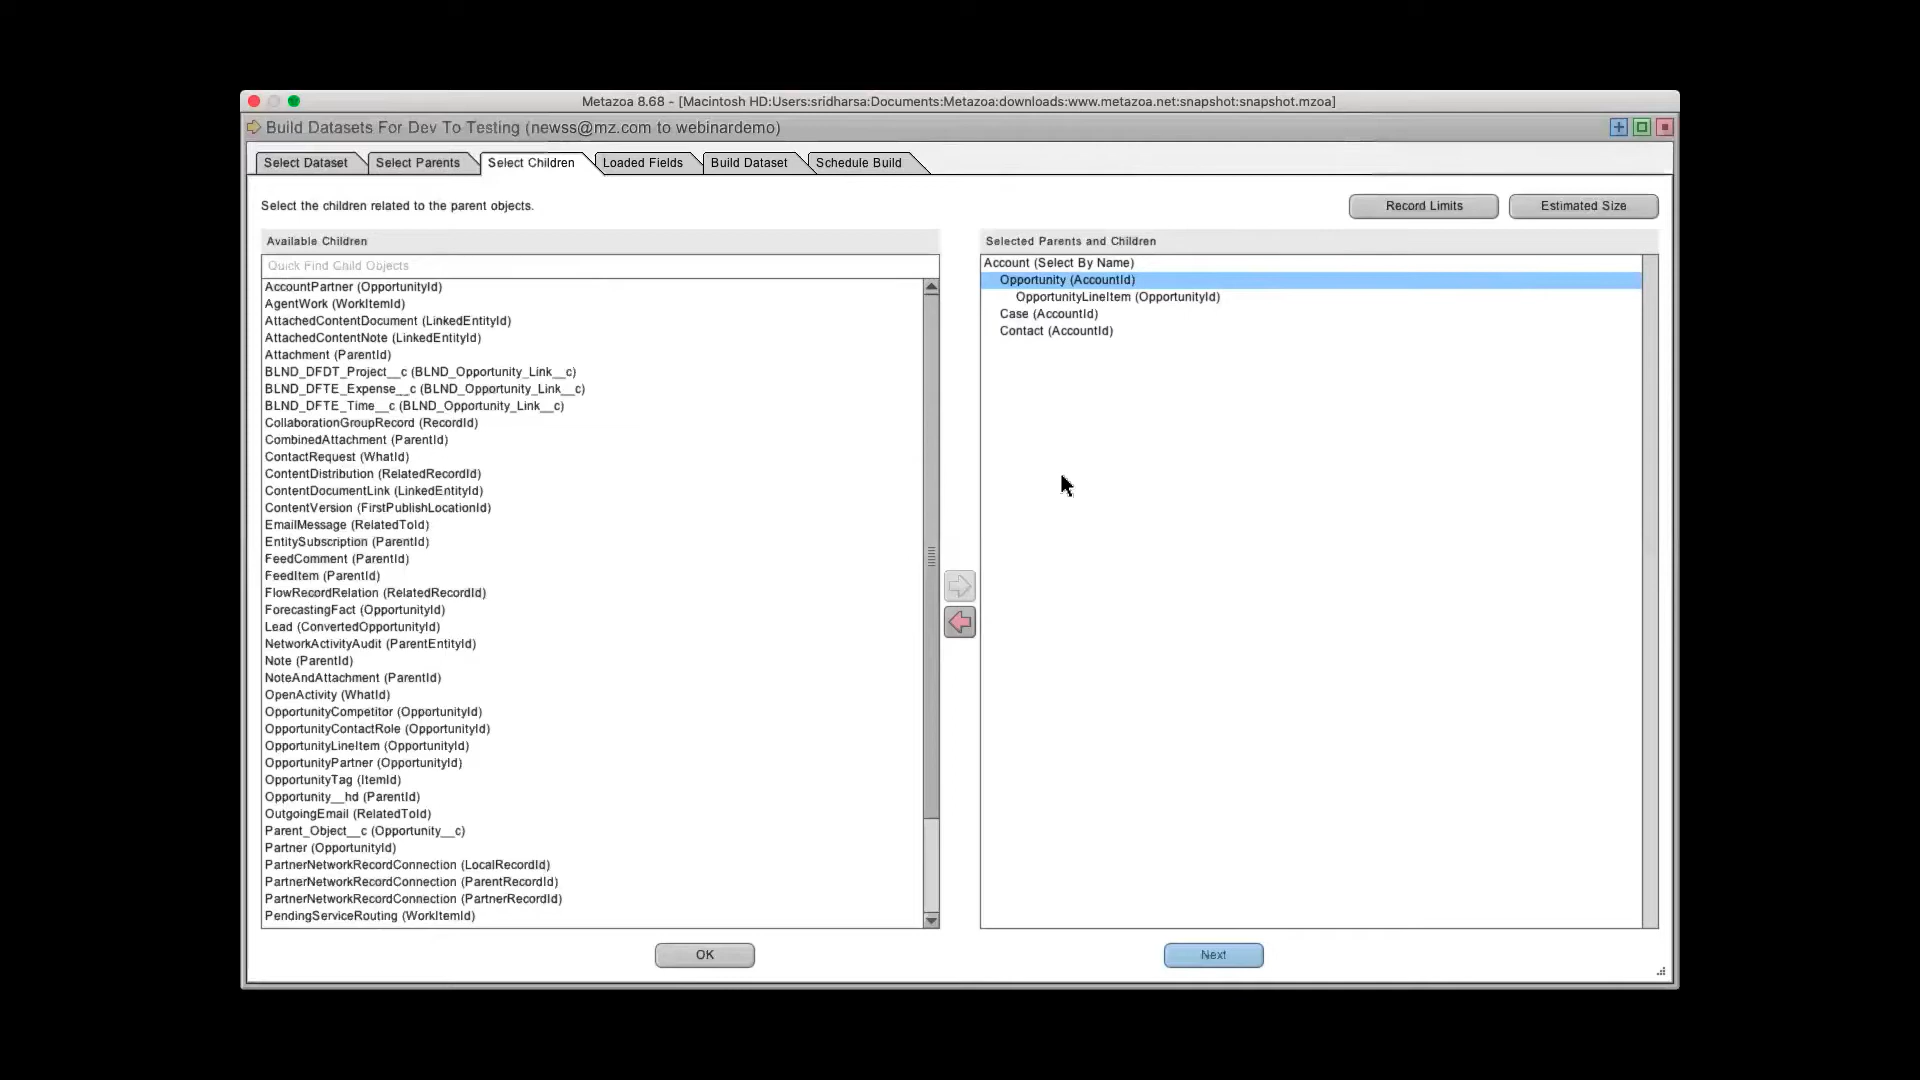 Metazoa 8.68 - [Macintosh HD:Users:sridharsa:Documents:Metazoa:downloads:www.metazoa.net:snapshot:snapshot.mzoa]
Build Datasets For Dev To Testing (newss@mz.com to webinardemo)
Select Dataset
Select Parents
Select Children
Loaded Fields
Build Dataset
Schedule Build
Select the children related to the parent objects.
Record Limits
Estimated Size
Available Children
Quick Find Child Objects
AccountPartner (OpportunityId)
AgentWork (WorkItemId)
AttachedContentDocument (LinkedEntityId)
AttachedContentNote (LinkedEntityId)
Attachment (ParentId)
BLND_DFDT_Project__c (BLND_Opportunity_Link__c)
BLND_DFTE_Expense__c (BLND_Opportunity_Link__c)
BLND_DFTE_Time__c (BLND_Opportunity_Link__c)
CollaborationGroupRecord (RecordId)
CombinedAttachment (ParentId)
ContactRequest (WhatId)
ContentDistribution (RelatedRecordId)
ContentDocumentLink (LinkedEntityId)
ContentVersion (FirstPublishLocationId)
EmailMessage (RelatedToId)
EntitySubscription (ParentId)
FeedComment (ParentId)
FeedItem (ParentId)
FlowRecordRelation (RelatedRecordId)
ForecastingFact (OpportunityId)
Lead (ConvertedOpportunityId)
NetworkActivityAudit (ParentEntityId)
Note (ParentId)
NoteAndAttachment (ParentId)
OpenActivity (WhatId)
OpportunityCompetitor (OpportunityId)
OpportunityContactRole (OpportunityId)
OpportunityLineItem (OpportunityId)
OpportunityPartner (OpportunityId)
OpportunityTag (ItemId)
Opportunity__hd (ParentId)
OutgoingEmail (RelatedToId)
Parent_Object__c (Opportunity__c)
Partner (OpportunityId)
PartnerNetworkRecordConnection (LocalRecordId)
PartnerNetworkRecordConnection (ParentRecordId)
PartnerNetworkRecordConnection (PartnerRecordId)
PendingServiceRouting (WorkItemId)
Selected Parents and Children
Account (Select By Name)
Opportunity (AccountId)
OpportunityLineItem (OpportunityId)
Case (AccountId)
Contact (AccountId)
OK
Next